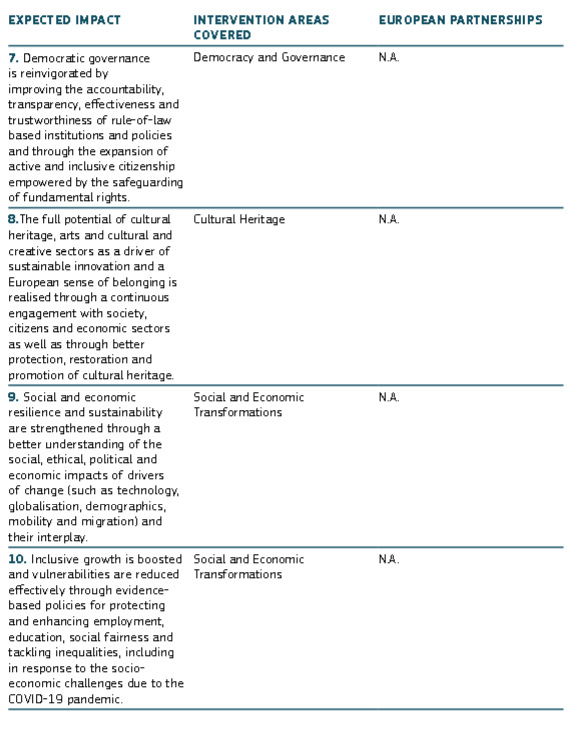 EXPECTED IMPACT
INTERVENTION AREAS
COVERED
EUROPEAN PARTNERSHIPS
7. Democratic governance
is reinvigorated by
improving the accountability,
transparency, effectiveness and
trustworthiness of rule-of-law
based institutions and policies
and through the expansion of
active and inclusive citizenship
empowered by the safeguarding
of fundamental rights.
Democracy and Governance
N.A.
8.The full potential of cultural
heritage, arts and cultural and
creative sectors as a driver of
sustainable innovation and a
European sense of belonging is
realised through a continuous
engagement with society,
citizens and economic sectors
as well as through better
protection, restoration and
promotion of cultural heritage.
Cultural Heritage
N.A.
9. Social and economic
resilience and sustainability
are strengthened through a
better understanding of the
social, ethical, political and
economic impacts of drivers
of change (such as technology,
globalisation, demographics,
mobility and migration) and
their interplay.
Social and Economic
Transformations
N.A.
10. Inclusive growth is boosted
and vulnerabilities are reduced
effectively through evidence-
based policies for protecting
and enhancing employment,
education, social fairness and
tackling inequalities, including
in response to the socio-
economic challenges due to the
COVID-19 pandemic.
Social and Economic
Transformations
N.A.